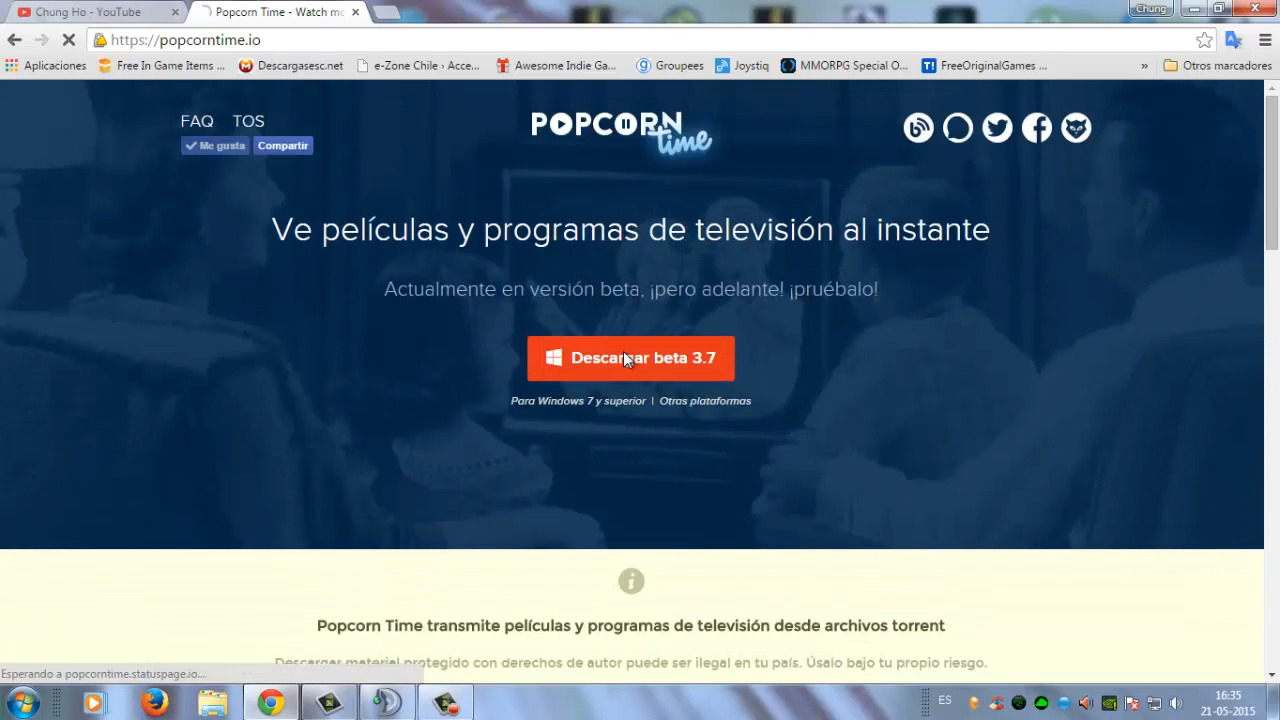 Chung Ho - YouTube
Popcorn Time - Watch mo
Chung
https://popcorntime.io
Aplicaciones
Free In Game Items ...
Descargasesc.net
e-Zone Chile › Acce...
Awesome Indie Ga...
Groupees
Joystiq
MMORPG Special O...
FreeOriginalGames ...
»
Otros marcadores
FAQ TOS
Me gusta Compartir
POPCORN time
Ve películas y programas de televisión al instante
Actualmente en versión beta, ¡pero adelante! ¡pruébalo!
Descargar beta 3.7
Para Windows 7 y superior | Otras plataformas
Popcorn Time transmite películas y programas de televisión desde archivos torrent
Descargar material protegido con derechos de autor puede ser ilegal en tu país. Úsalo bajo tu propio riesgo.
Esperando a popcorntime.statuspage.io...
ES
16:35
21-05-2015